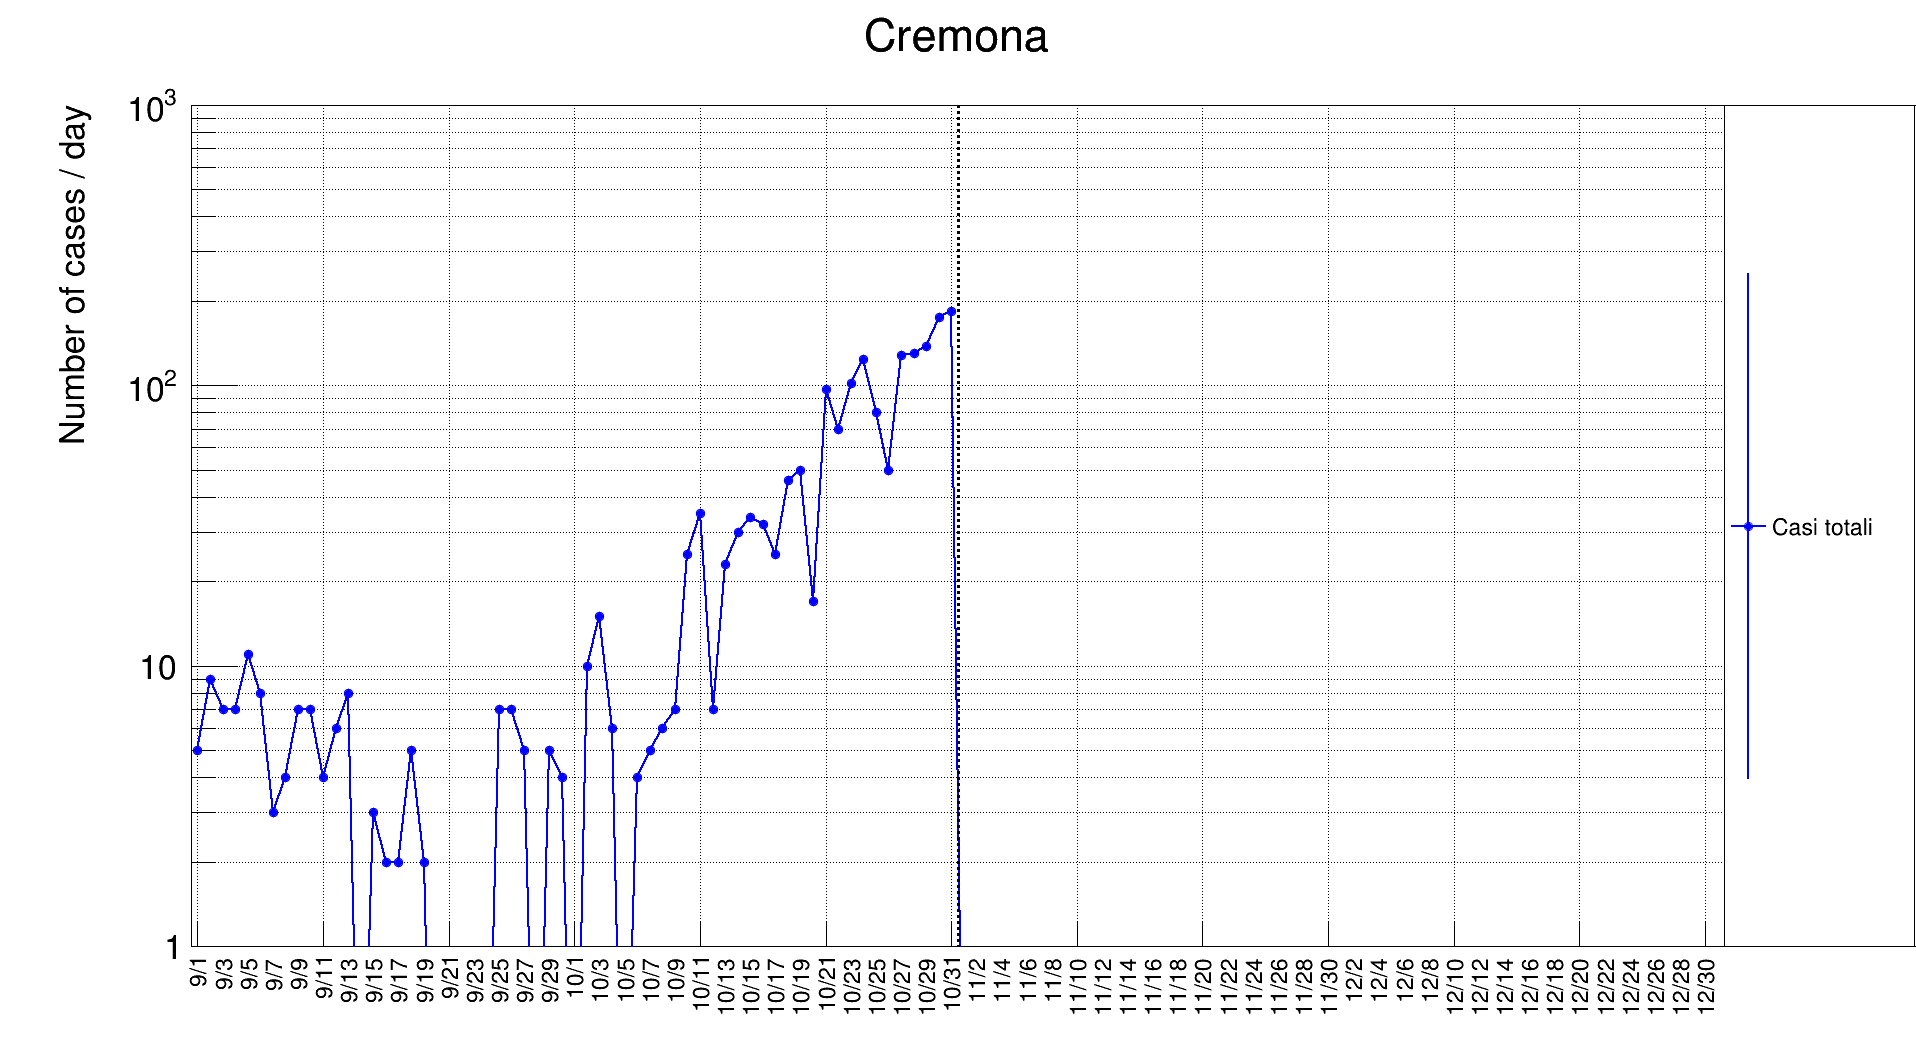 Cremona
Number of cases / day
10³
10²
10
1
9/1 9/3 9/5 9/7 9/9 9/11 9/13 9/15 9/17 9/19 9/21 9/23 9/25 9/27 9/29 10/1 10/3 10/5 10/7 10/9 10/11 10/13 10/15 10/17 10/19 10/21 10/23 10/25 10/27 10/29 10/31 11/2 11/4 11/6 11/8 11/10 11/12 11/14 11/16 11/18 11/20 11/22 11/24 11/26 11/28 11/30 12/2 12/4 12/6 12/8 12/10 12/12 12/14 12/16 12/18 12/20 12/22 12/24 12/26 12/28 12/30
Casi totali